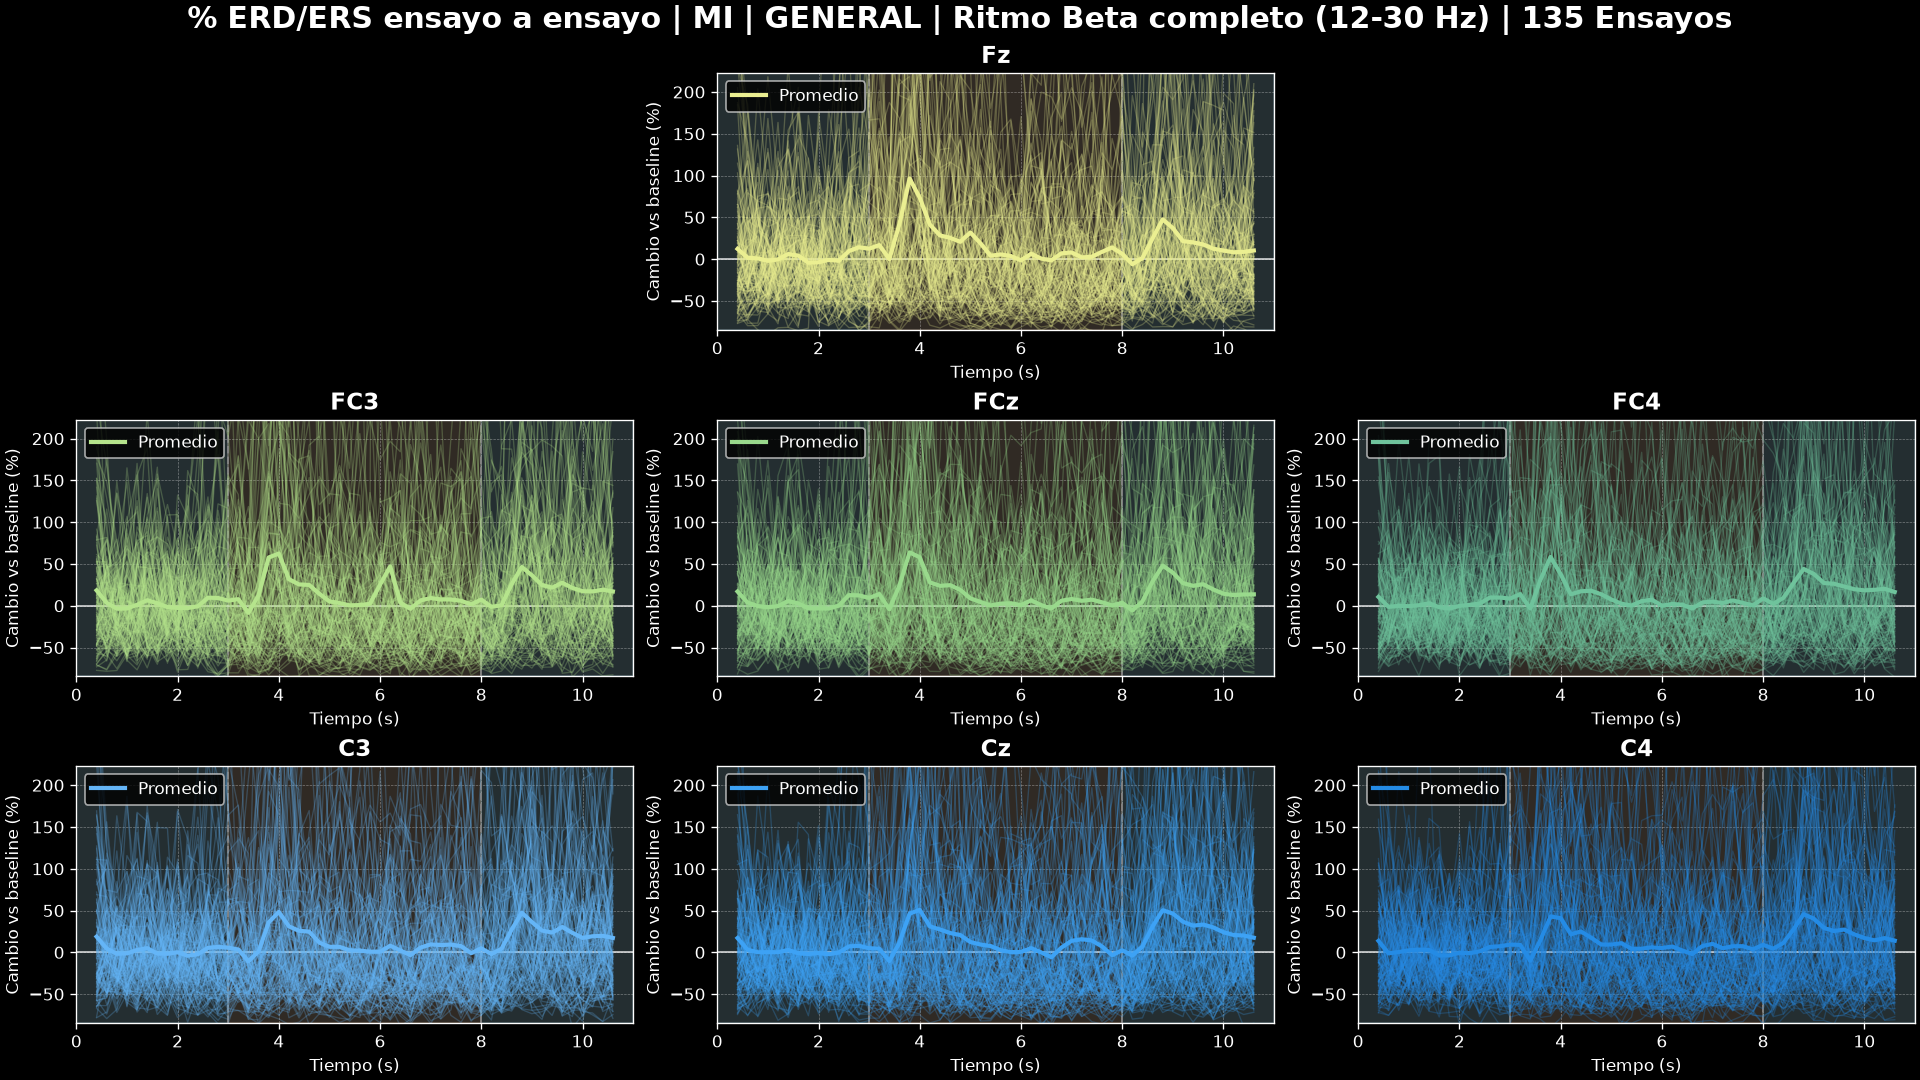 % ERD/ERS ensayo a ensayo | MI | GENERAL | Ritmo Beta completo (12-30 Hz) | 135 Ensayos
Fz
Promedio
Cambio vs baseline (%)
200
150
100
50
0
−50
0 2 4 6 8 10
Tiempo (s)
FC3
Promedio
Cambio vs baseline (%)
200
150
100
50
0
−50
0 2 4 6 8 10
Tiempo (s)
FCz
Promedio
Cambio vs baseline (%)
200
150
100
50
0
−50
0 2 4 6 8 10
Tiempo (s)
FC4
Promedio
Cambio vs baseline (%)
200
150
100
50
0
−50
0 2 4 6 8 10
Tiempo (s)
C3
Promedio
Cambio vs baseline (%)
200
150
100
50
0
−50
0 2 4 6 8 10
Tiempo (s)
Cz
Promedio
Cambio vs baseline (%)
200
150
100
50
0
−50
0 2 4 6 8 10
Tiempo (s)
C4
Promedio
Cambio vs baseline (%)
200
150
100
50
0
−50
0 2 4 6 8 10
Tiempo (s)